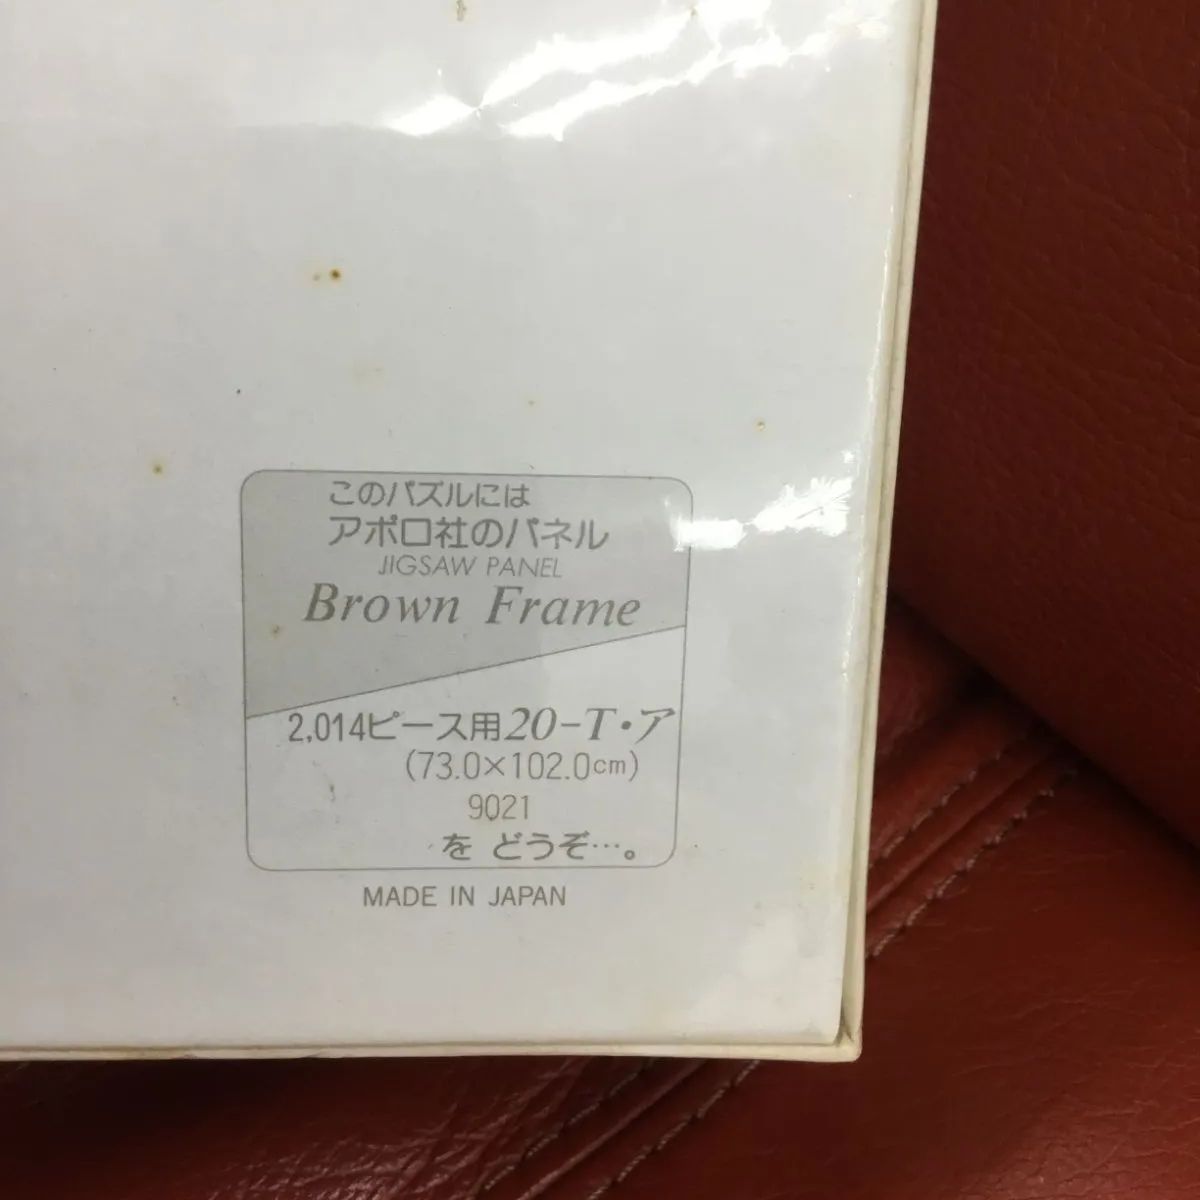 このパズルには
アポロ社のパネル
JIGSAW PANEL
Brown Frame
2,014ピース用20-T・ア
(73.0×102.0cm)
9021
を どうぞ…。
MADE IN JAPAN